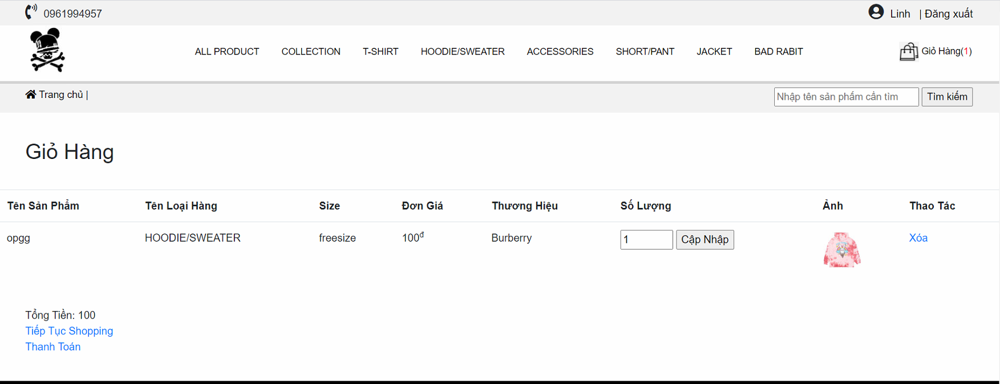 0961994957
Linh | Đăng xuất
ALL PRODUCT COLLECTION T-SHIRT HOODIE/SWEATER ACCESSORIES SHORT/PANT JACKET BAD RABIT
Giỏ Hàng(1)
Trang chủ |
Nhập tên sản phẩm cần tìm Tìm kiếm
Giỏ Hàng
Tên Sản Phẩm Tên Loại Hàng Size Đơn Giá Thương Hiệu Số Lượng Ảnh Thao Tác
opgg HOODIE/SWEATER freesize 100đ Burberry 1 Cập Nhập Xóa
Tổng Tiền: 100
Tiếp Tục Shopping
Thanh Toán